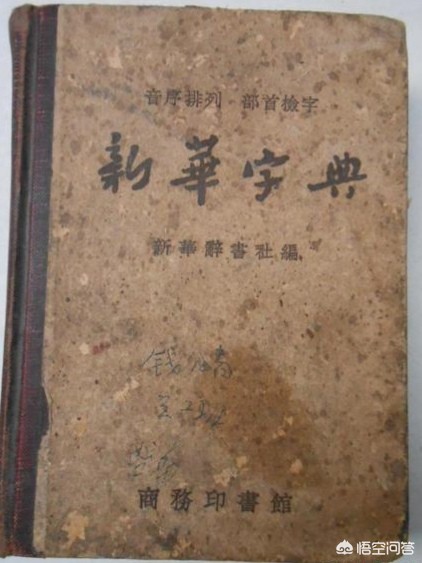 音序排列 部首檢字
新華字典
新華辭書社編
商務印書館
悟空问答